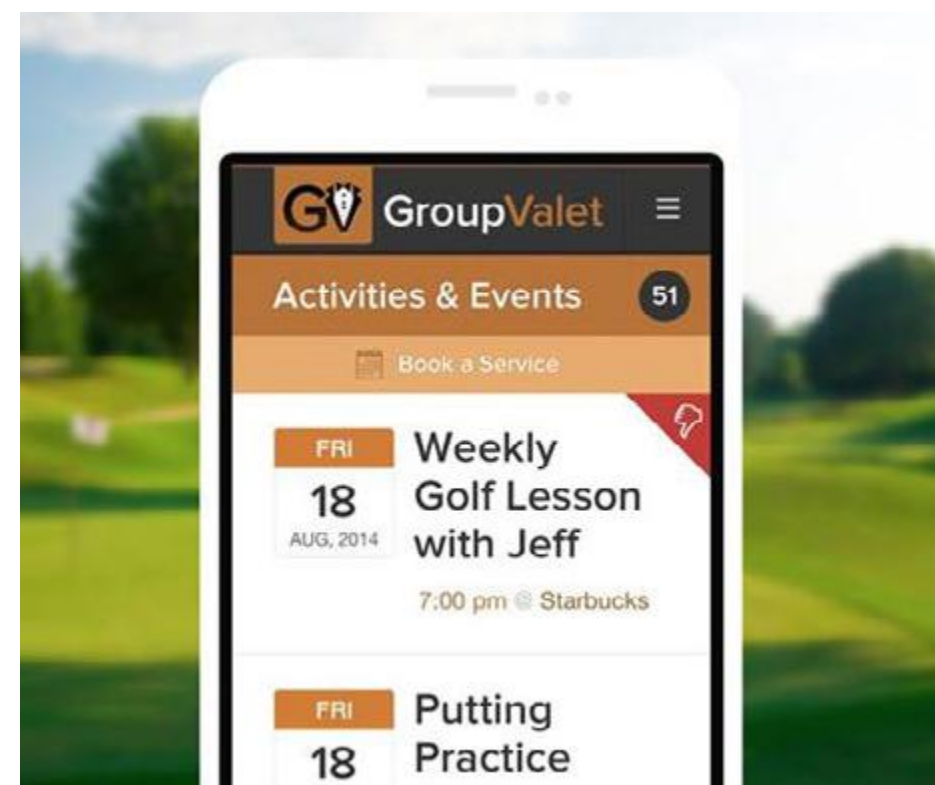 GV GroupValet
Activities & Events 51
Book a Service
FRI
18
AUG, 2014
Weekly
Golf Lesson
with Jeff
7:00 pm @ Starbucks
FRI
18
Putting
Practice